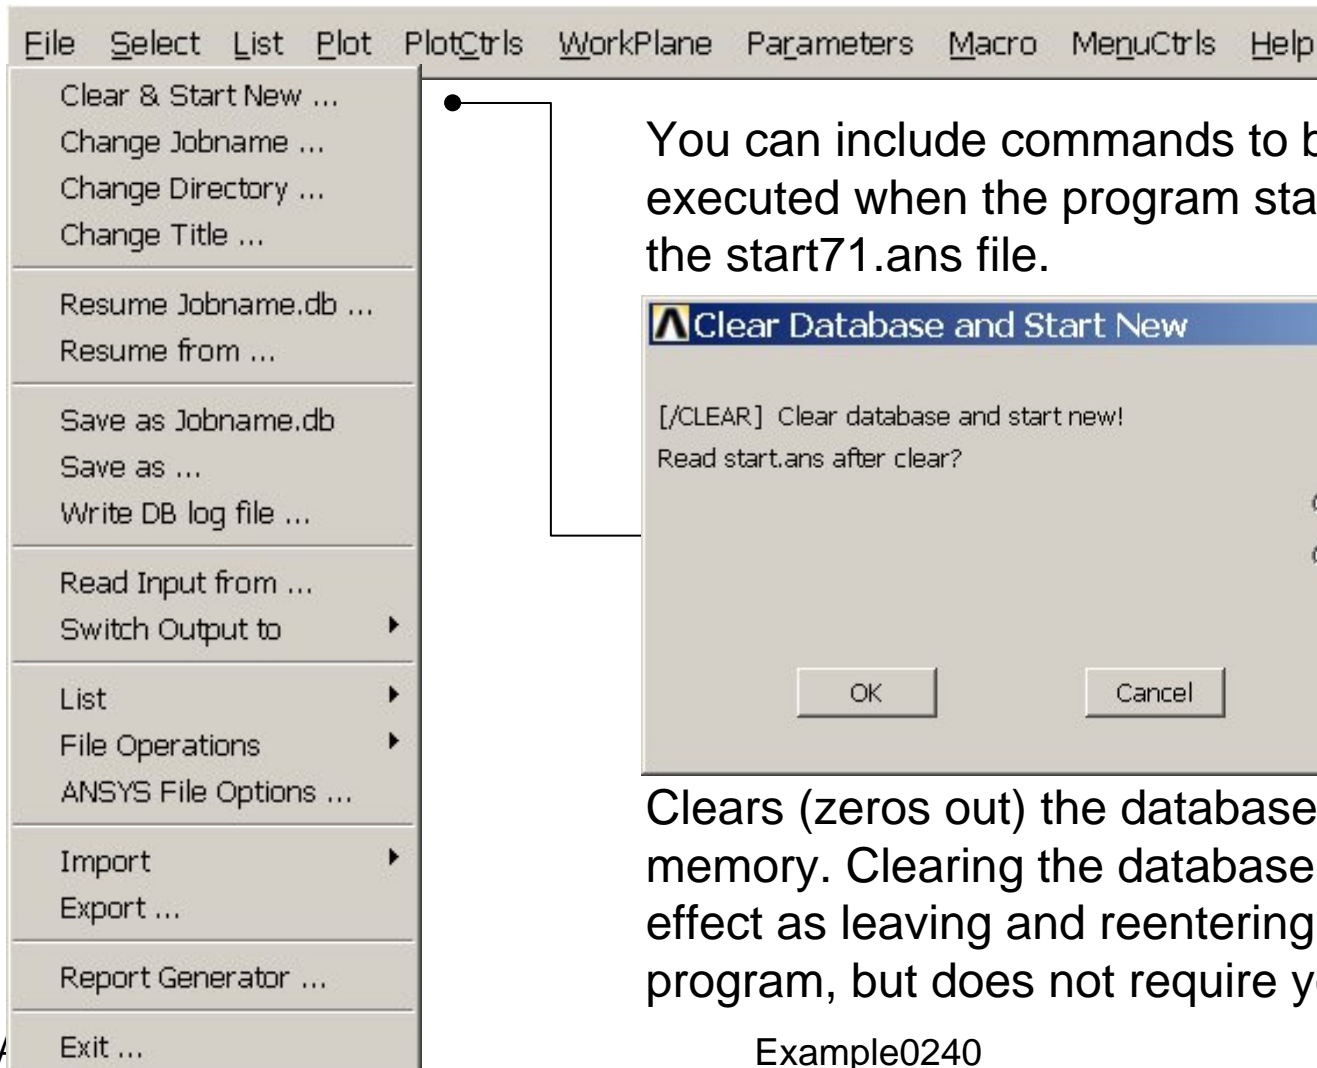 File Select List Plot PlotCtrls WorkPlane Parameters Macro MenuCtrls Help
Clear & Start New ...
Change Jobname ...
Change Directory ...
Change Title ...
Resume Jobname.db ...
Resume from ...
Save as Jobname.db
Save as ...
Write DB log file ...
Read Input from ...
Switch Output to
List
File Operations
ANSYS File Options ...
Import
Export ...
Report Generator ...
Exit ...
You can include commands to
executed when the program
the start71.ans file.
Clear Database and Start New
[/CLEAR] Clear database and start new!
Read start.ans after clear?
OK Cancel
Clears (zeros out) the database
memory. Clearing the database
effect as leaving and reentering
program, but does not require
Example0240